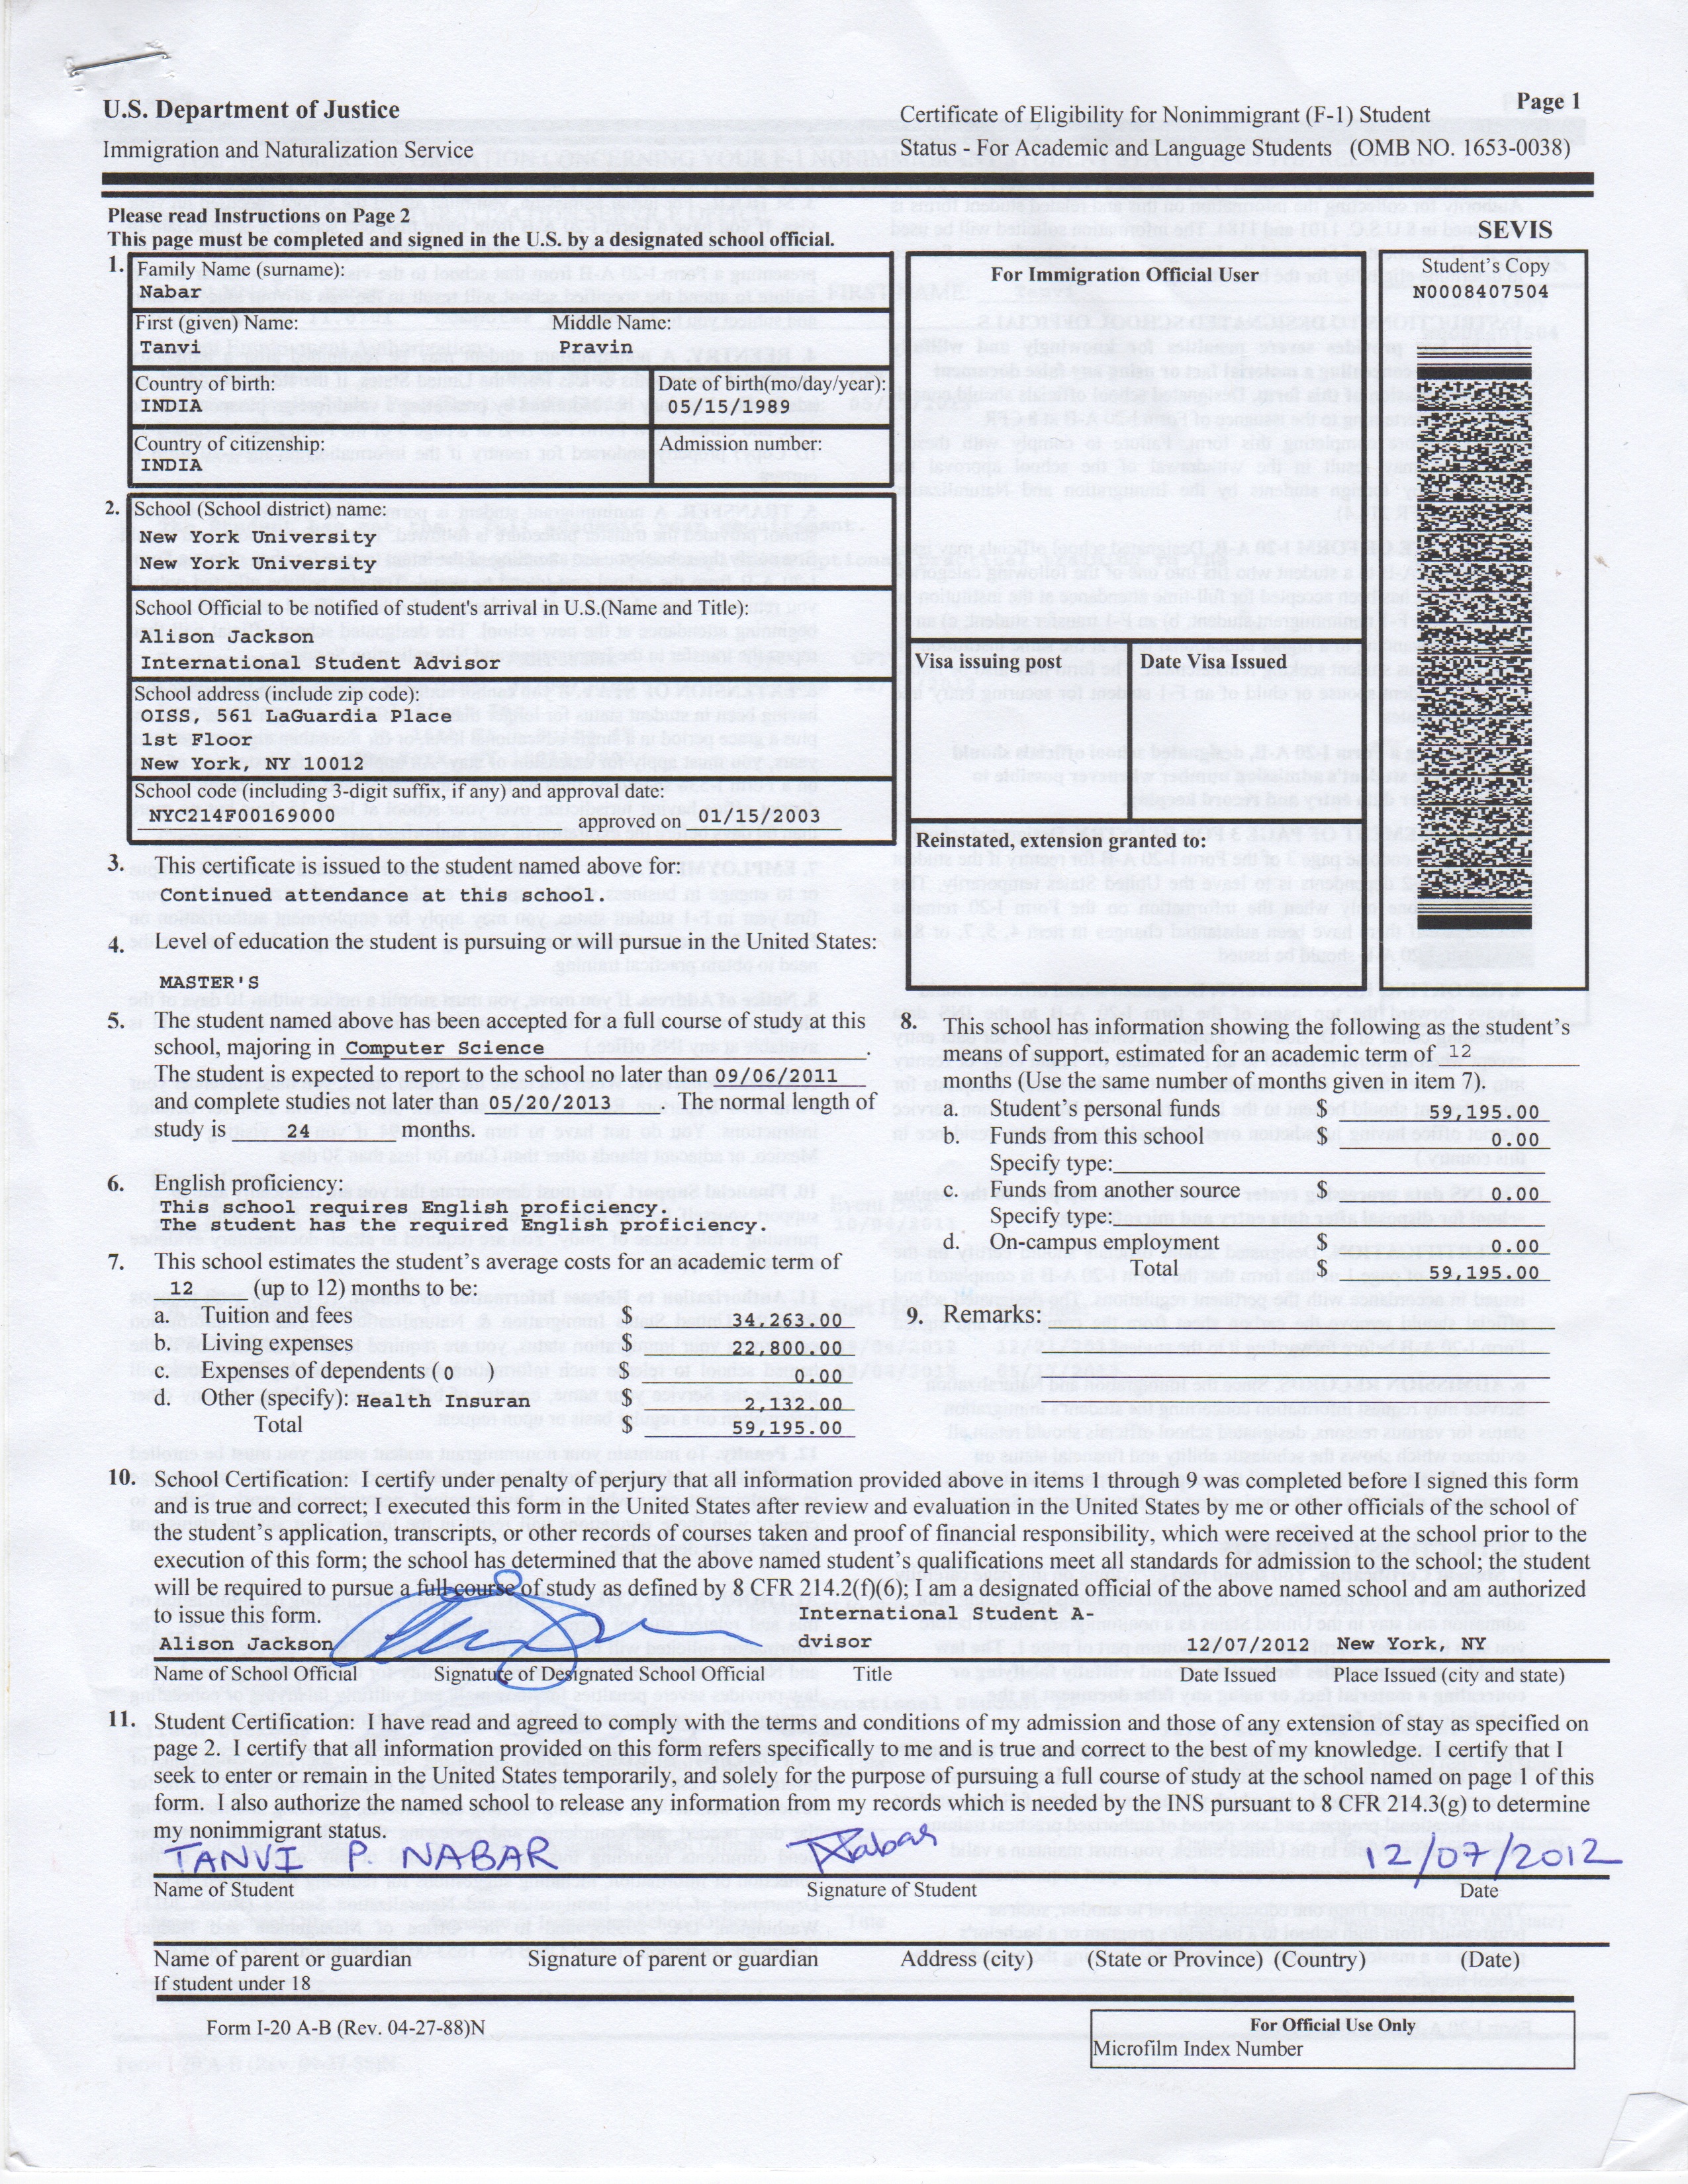 U.S. Department of Justice
Immigration and Naturalization Service
Certificate of Eligibility for Nonimmigrant (F-1) Student
Status - For Academic and Language Students (OMB NO. 1653-0038)
Page 1
Please read Instructions on Page 2
This page must be completed and signed in the U.S. by a designated school official.
SEVIS
1. Family Name (surname):
Nabar
First (given) Name: Middle Name:
Tanvi Pravin
Country of birth: Date of birth(mo/day/year):
INDIA 05/15/1989
Country of citizenship: Admission number:
INDIA
2. School (School district) name:
New York University
New York University
School Official to be notified of student's arrival in U.S.(Name and Title):
Alison Jackson
International Student Advisor
School address (include zip code):
OISS, 561 LaGuardia Place
1st Floor
New York, NY 10012
School code (including 3-digit suffix, if any) and approval date:
NYC214F00169000 approved on 01/15/2003
For Immigration Official User
Visa issuing post Date Visa Issued
Reinstated, extension granted to:
Student's Copy
N0008407504
3. This certificate is issued to the student named above for:
Continued attendance at this school.
4. Level of education the student is pursuing or will pursue in the United States:
MASTER'S
5. The student named above has been accepted for a full course of study at this
school, majoring in Computer Science .
The student is expected to report to the school no later than 09/06/2011
and complete studies not later than 05/20/2013 . The normal length of
study is 24 months.
6. English proficiency:
This school requires English proficiency.
The student has the required English proficiency.
7. This school estimates the student's average costs for an academic term of
12 (up to 12) months to be:
a. Tuition and fees $ 34,263.00
b. Living expenses $ 22,800.00
c. Expense of dependents ( 0 $ 0.00
d. Other (specify): Health Insuran $ 2,132.00
Total $ 59,195.00
8. This school has information showing the following as the student's
means of support, estimated for an academic term of 12
months (Use the same number of months given in item 7).
a. Student's personal funds $ 59,195.00
b. Funds from this school $ 0.00
Specify type:
c. Funds from another source $ 0.00
Specify type:
d. On-campus employment $ 0.00
Total $ 59,195.00
9. Remarks:
10. School Certification: I certify under penalty of perjury that all information provided above in items 1 through 9 was completed before I signed this form
and is true and correct; I executed this form in the United States after review and evaluation in the United States by me or other officials of the school of
the student's application, transcripts, or other records of courses taken and proof of financial responsibility, which were received at the school prior to the
execution of this form; the school has determined that the above named student's qualifications meet all standards for admission to the school; the student
will be required to pursue a full course of study as defined by 8 CFR 214.2(f)(6); I am a designated official of the above named school and am authorized
to issue this form.
International Student A-
Alison Jackson dvisor 12/07/2012 New York, NY
Name of School Official Signature of Designated School Official Title Date Issued Place Issued (city and state)
11. Student Certification: I have read and agreed to comply with the terms and conditions of my admission and those of any extension of stay as specified on
page 2. I certify that all information provided on this form refers specifically to me and is true and correct to the best of my knowledge. I certify that I
seek to enter or remain in the United States temporarily, and solely for the purpose of pursuing a full course of study at the school named on page 1 of this
form. I also authorize the named school to release any information from my records which is needed by the INS pursuant to 8 CFR 214.3(g) to determine
my nonimmigrant status.
TANVI P. NABAR 12/07/2012
Name of Student Signature of Student Date
Name of parent or guardian Signature of parent or guardian Address (city) (State or Province) (Country) (Date)
If student under 18
Form I-20 A-B (Rev. 04-27-88)N
For Official Use Only
Microfilm Index Number